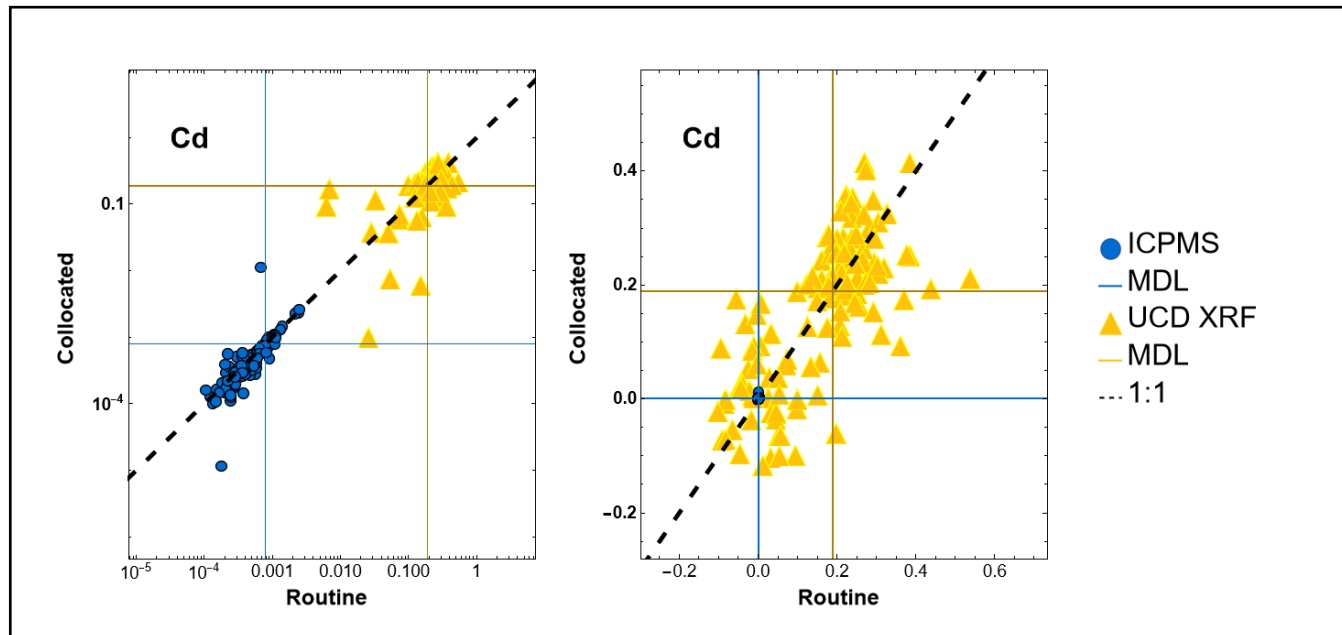 Cd
Collocated
0.1
10⁻⁴
10⁻⁵
10⁻⁴
0.001
0.010
0.100
1
Routine
Cd
Collocated
0.4
0.2
0.0
−0.2
−0.2
0.0
0.2
0.4
0.6
Routine
ICPMS
MDL
UCD XRF
MDL
1:1